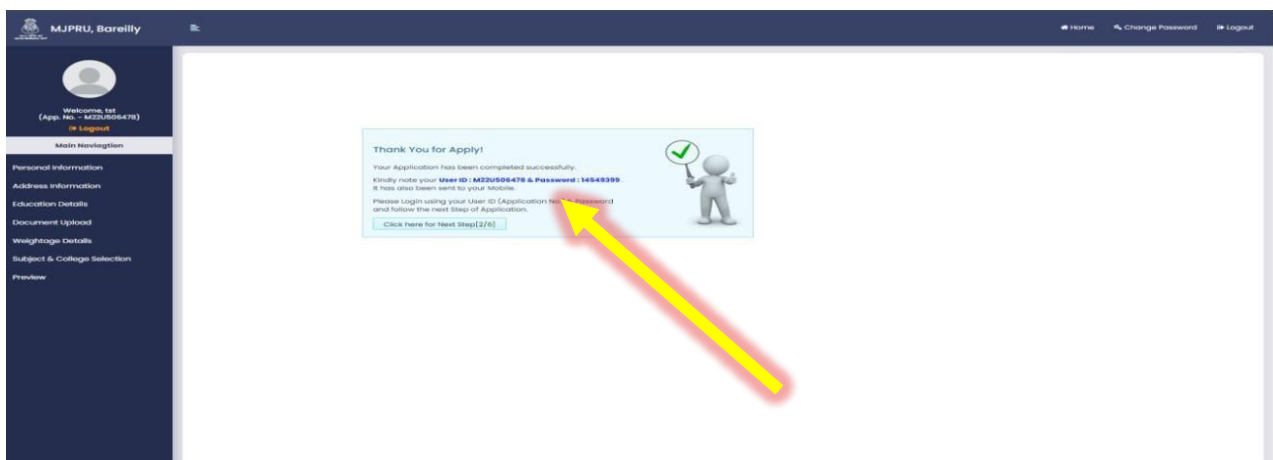 MJPRU, Bareilly
Home
Change Password
Logout
Welcome, tst
(App. No. - M22U506478)
Logout
Main Naviagtion
Personal Information
Address Information
Education Details
Document Upload
Weightage Details
Subject & College Selection
Preview
Thank You for Apply!
Your Application has been completed successfully.
Kindly note your User ID : M22U506478 & Password : 14549399.
It has also been sent to your Mobile.
Please Login using your User ID (Application No.) & Password
and follow the next Step of Application.
Click here for Next Step[2/6]